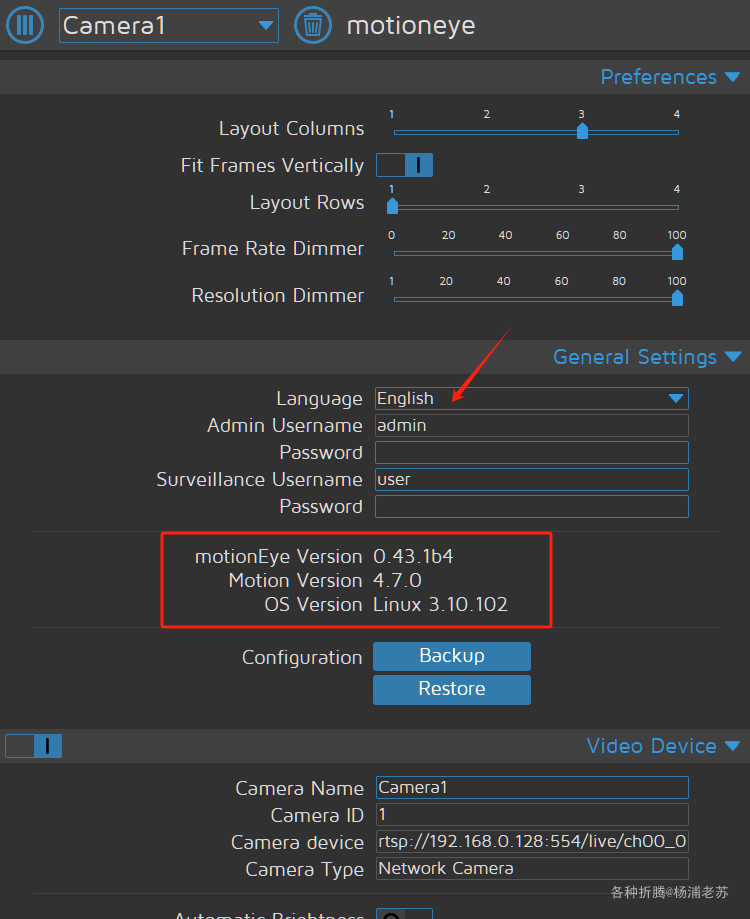 Camera1 motioneye
Preferences
1 2 3 4
Layout Columns
Fit Frames Vertically
1 2 3 4
Layout Rows
0 20 40 60 80 100
Frame Rate Dimmer
1 20 40 60 80 100
Resolution Dimmer
General Settings
Language English
Admin Username admin
Password
Surveillance Username user
Password
motionEye Version 0.43.1b4
Motion Version 4.7.0
OS Version Linux 3.10.102
Configuration Backup
Restore
Video Device
Camera Name Camera1
Camera ID 1
Camera device rtsp://192.168.0.128:554/live/ch00_0
Camera Type Network Camera
各种折腾@杨浦老苏
Automatic Brightness